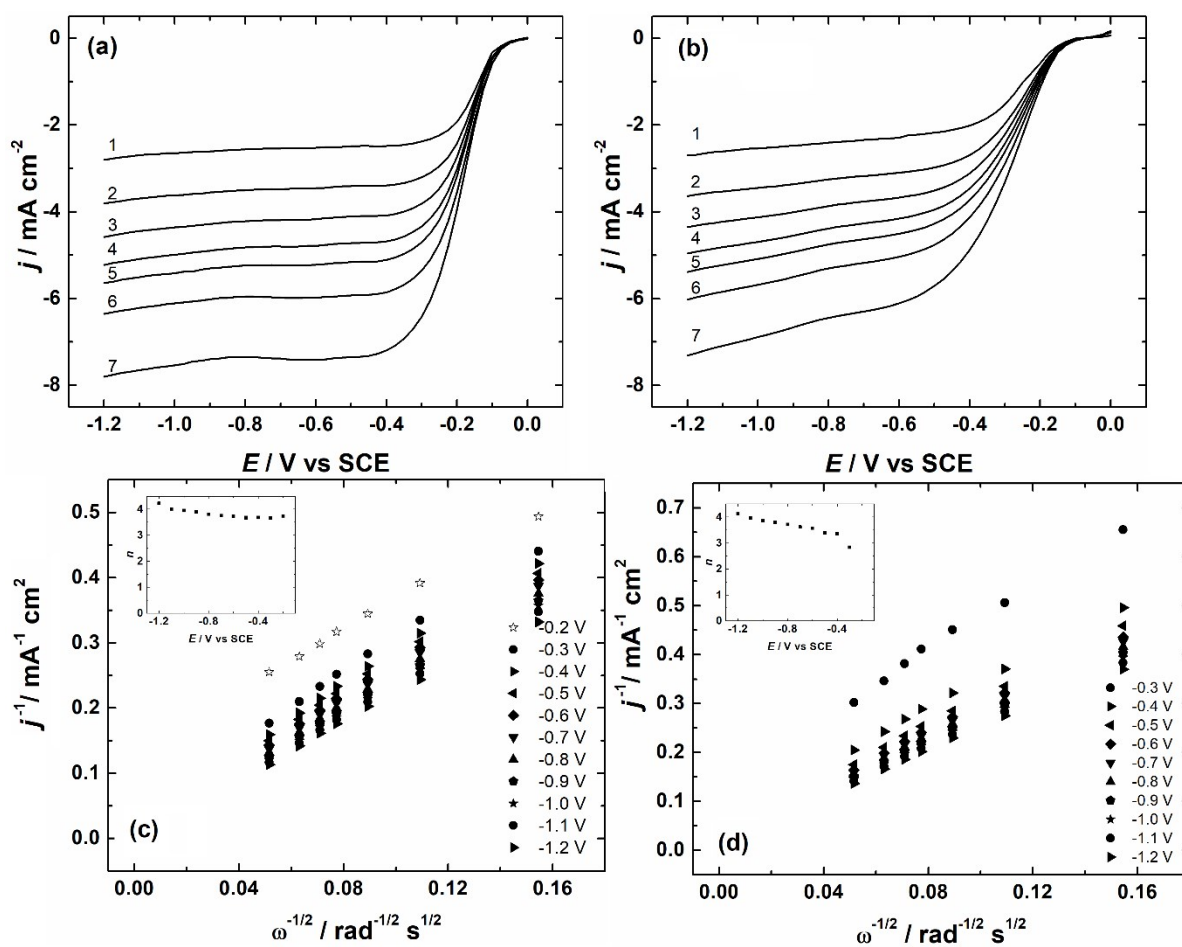 (a)
0
-2
-4
-6
-8
j / mA cm-2
1
2
3
4
5
6
7
-1.2 -1.0 -0.8 -0.6 -0.4 -0.2 0.0
E / V vs SCE
(b)
0
-2
-4
-6
-8
j / mA cm-2
1
2
3
4
5
6
7
-1.2 -1.0 -0.8 -0.6 -0.4 -0.2 0.0
E / V vs SCE
0.5
0.4
0.3
0.2
0.1
0.0
j-1/ mA-1 cm2
4
3
2
1
0
n
-1.2 -0.8 -0.4
E / V vs SCE
-0.2 V
-0.3 V
-0.4 V
-0.5 V
-0.6 V
-0.7 V
-0.8 V
-0.9 V
-1.0 V
-1.1 V
-1.2 V
(c)
0.00 0.04 0.08 0.12 0.16
ω-1/2 / rad-1/2 s1/2
0.7
0.6
0.5
0.4
0.3
0.2
0.1
0.0
j-1/ mA-1 cm2
4
3
2
1
0
n
-1.2 -0.8 -0.4
E / V vs SCE
-0.3 V
-0.4 V
-0.5 V
-0.6 V
-0.7 V
-0.8 V
-0.9 V
-1.0 V
-1.1 V
-1.2 V
(d)
0.00 0.04 0.08 0.12 0.16
ω-1/2 / rad-1/2 s1/2